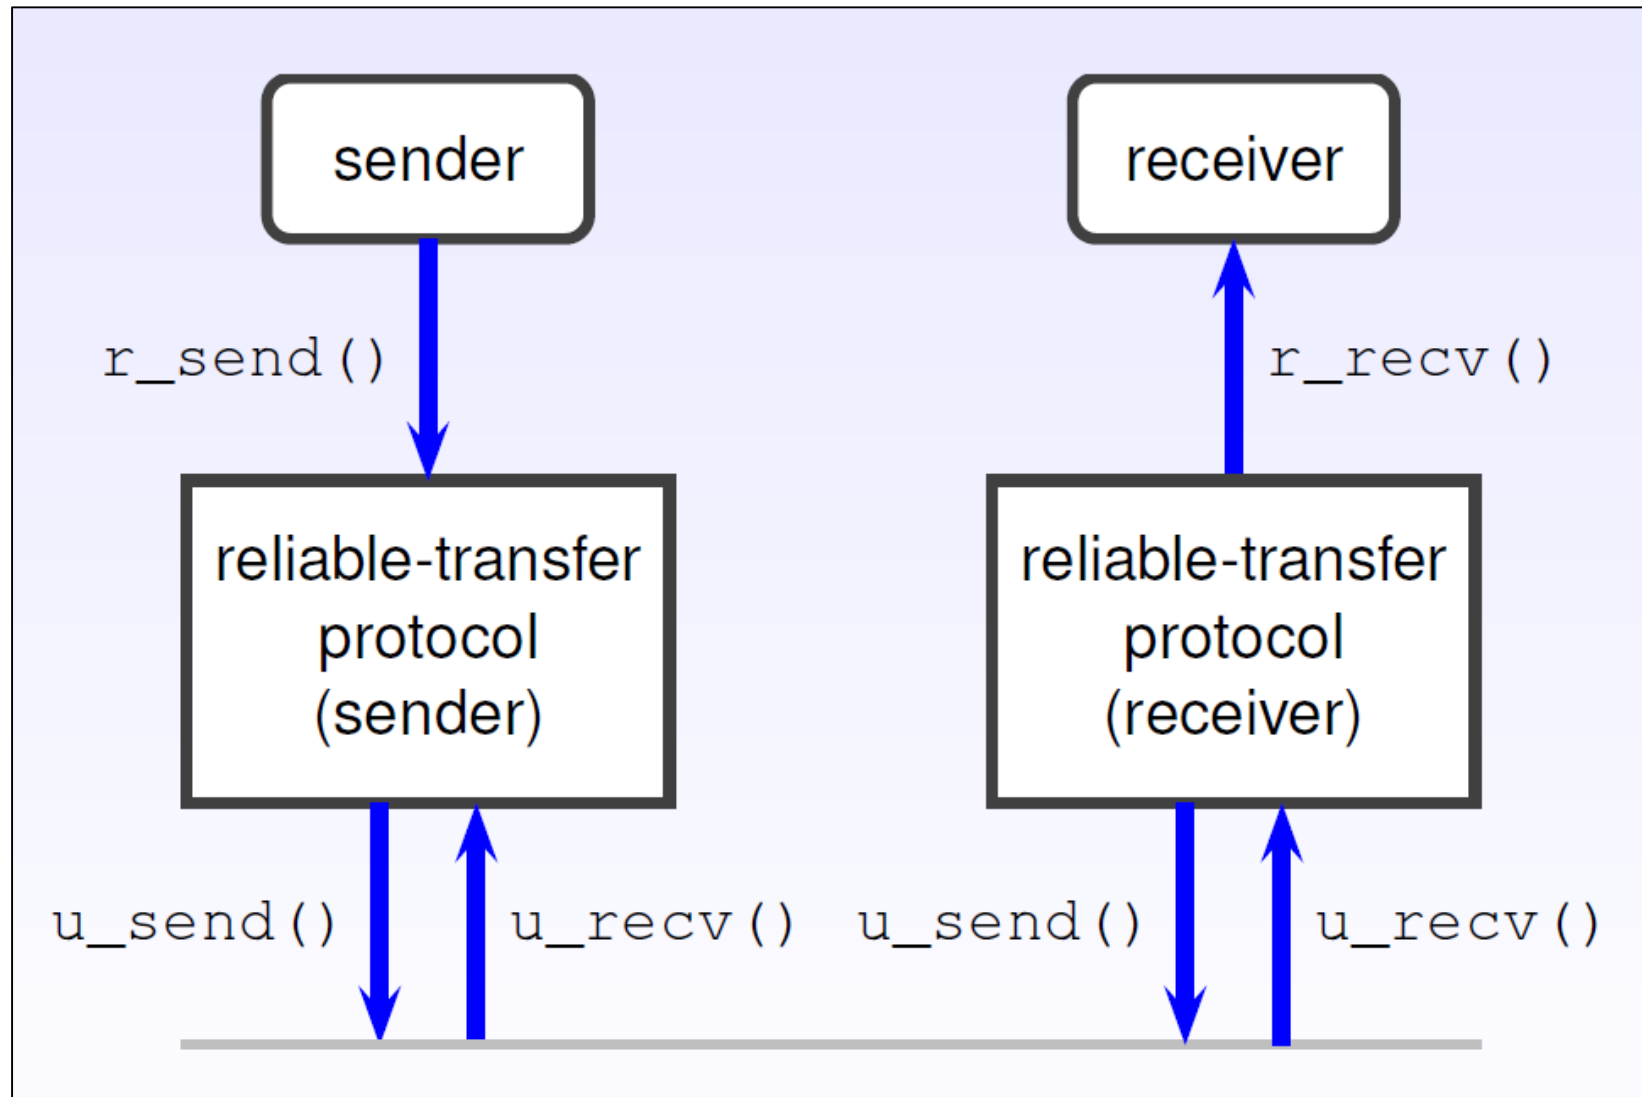 sender
receiver
r_send()
r_recv()
reliable-transfer
protocol
(sender)
reliable-transfer
protocol
(receiver)
u_send()
u_recv()
u_send()
u_recv()